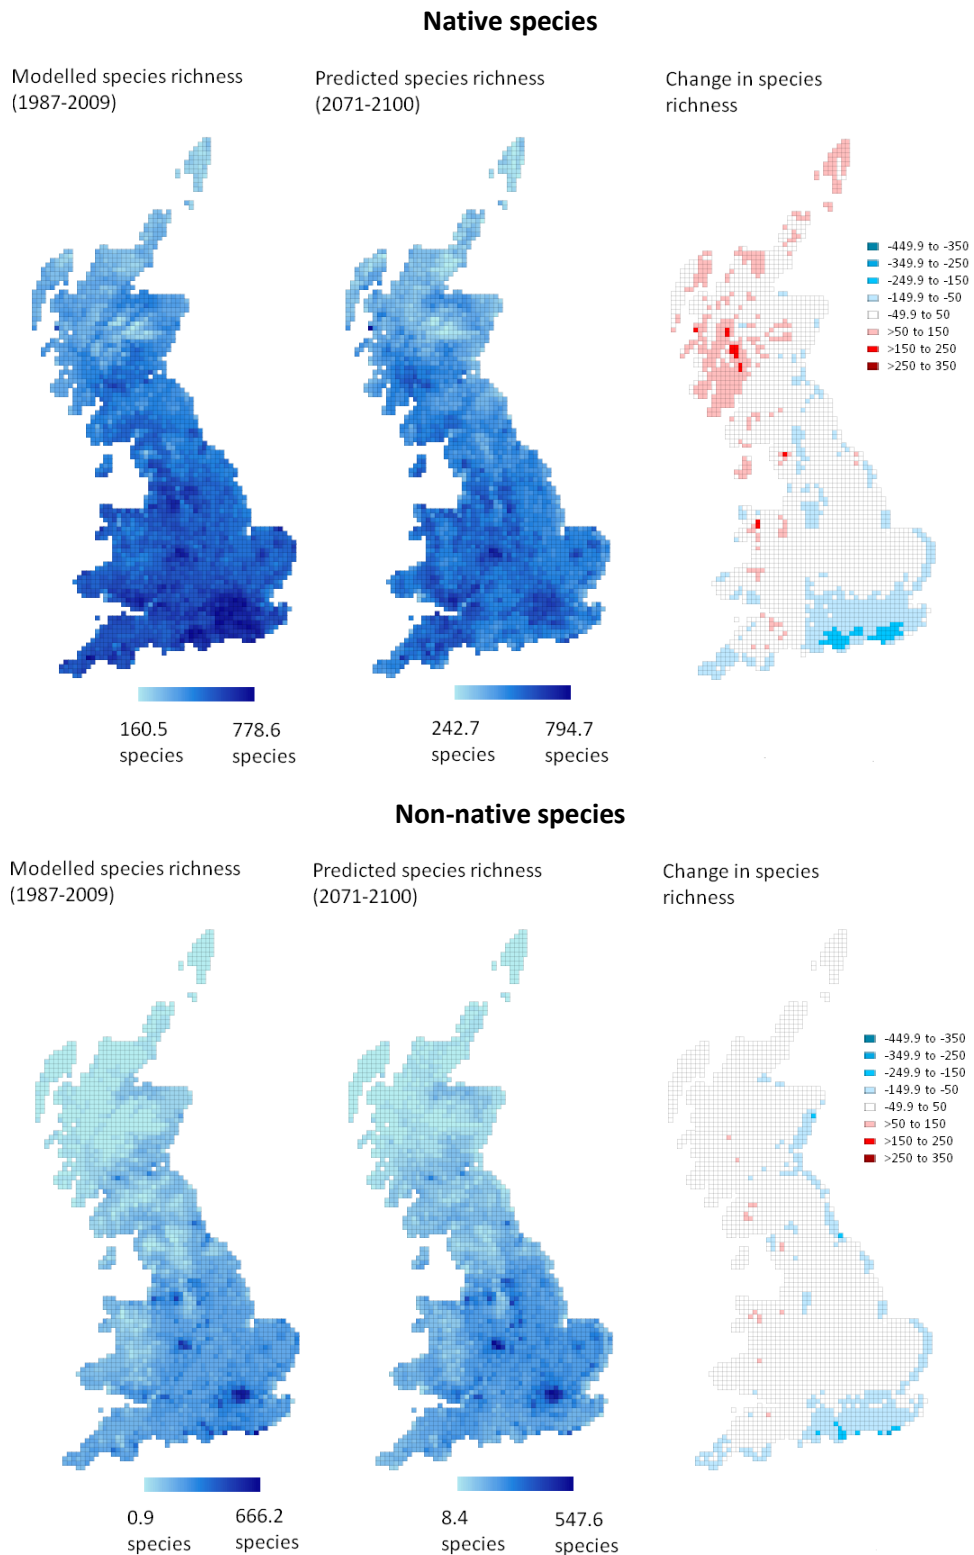 Native species
Modelled species richness
(1987-2009)
Predicted species richness
(2071-2100)
Change in species
richness
-449.9 to -350
-349.9 to -250
-249.9 to -150
-149.9 to -50
-49.9 to 50
>50 to 150
>150 to 250
>250 to 350
160.5
species
778.6
species
242.7
species
794.7
species
Non-native species
Modelled species richness
(1987-2009)
Predicted species richness
(2071-2100)
Change in species
richness
-449.9 to -350
-349.9 to -250
-249.9 to -150
-149.9 to -50
-49.9 to 50
>50 to 150
>150 to 250
>250 to 350
0.9
species
666.2
species
8.4
species
547.6
species